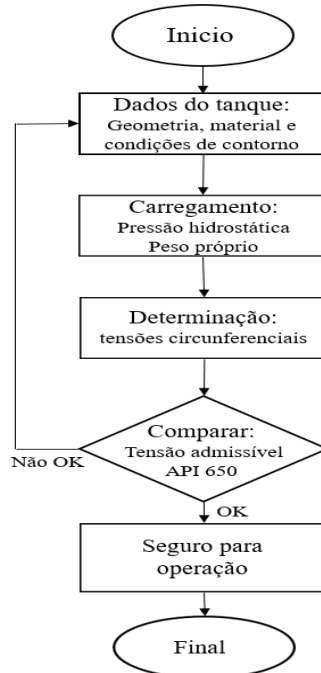 Inicio
Dados do tanque:
Geometria, material e
condições de contorno
Carregamento:
Pressão hidrostática
Peso próprio
Determinação:
tensões circunferenciais
Comparar:
Tensão admissível
API 650
Não OK
OK
Seguro para
operação
Final